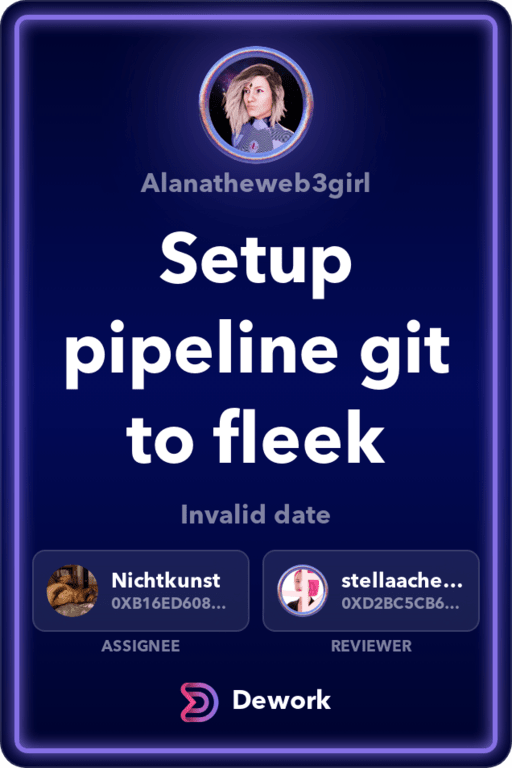 Alanatheweb3girl
Setup
pipeline git
to fleek
Invalid date
Nichtkunst
0XB16ED608...
ASSIGNEE
stellaache...
0XD2BC5CB6...
REVIEWER
Dework